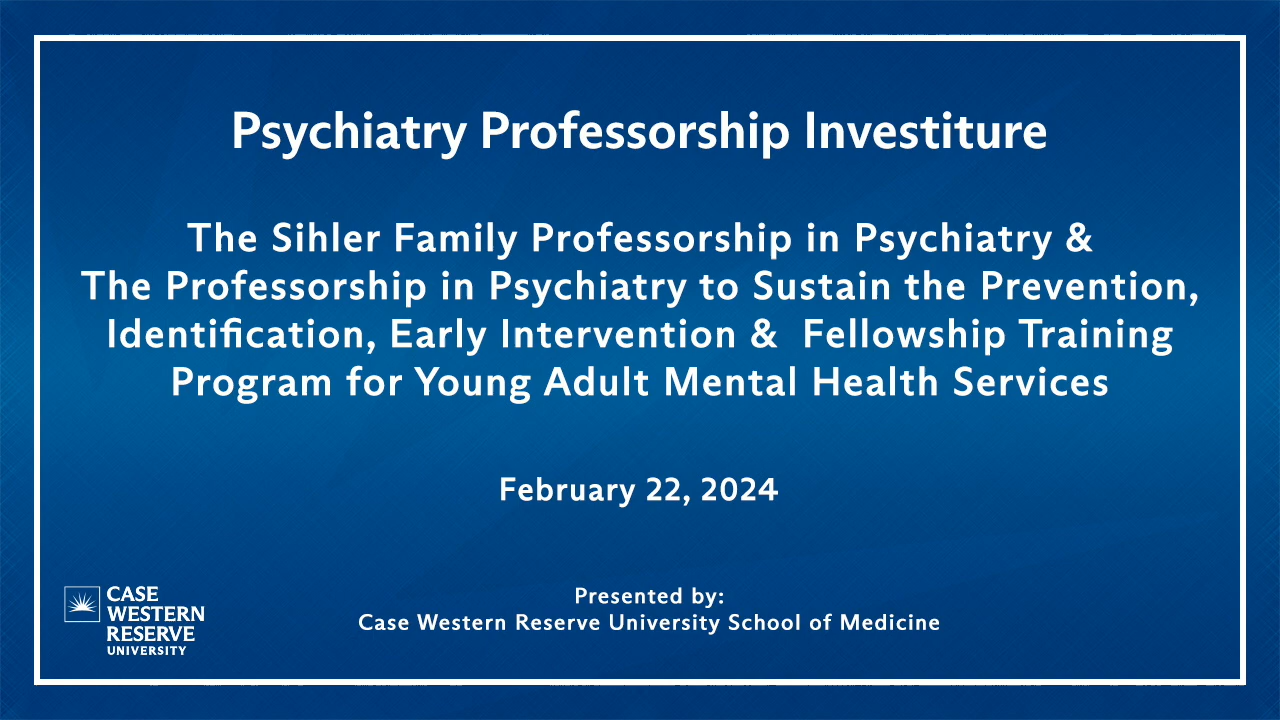 Psychiatry Professorship Investiture
The Sihler Family Professorship in Psychiatry &
The Professorship in Psychiatry to Sustain the Prevention,
Identification, Early Intervention & Fellowship Training
Program for Young Adult Mental Health Services
February 22, 2024
Presented by:
Case Western Reserve University School of Medicine
CASE
WESTERN
RESERVE
UNIVERSITY